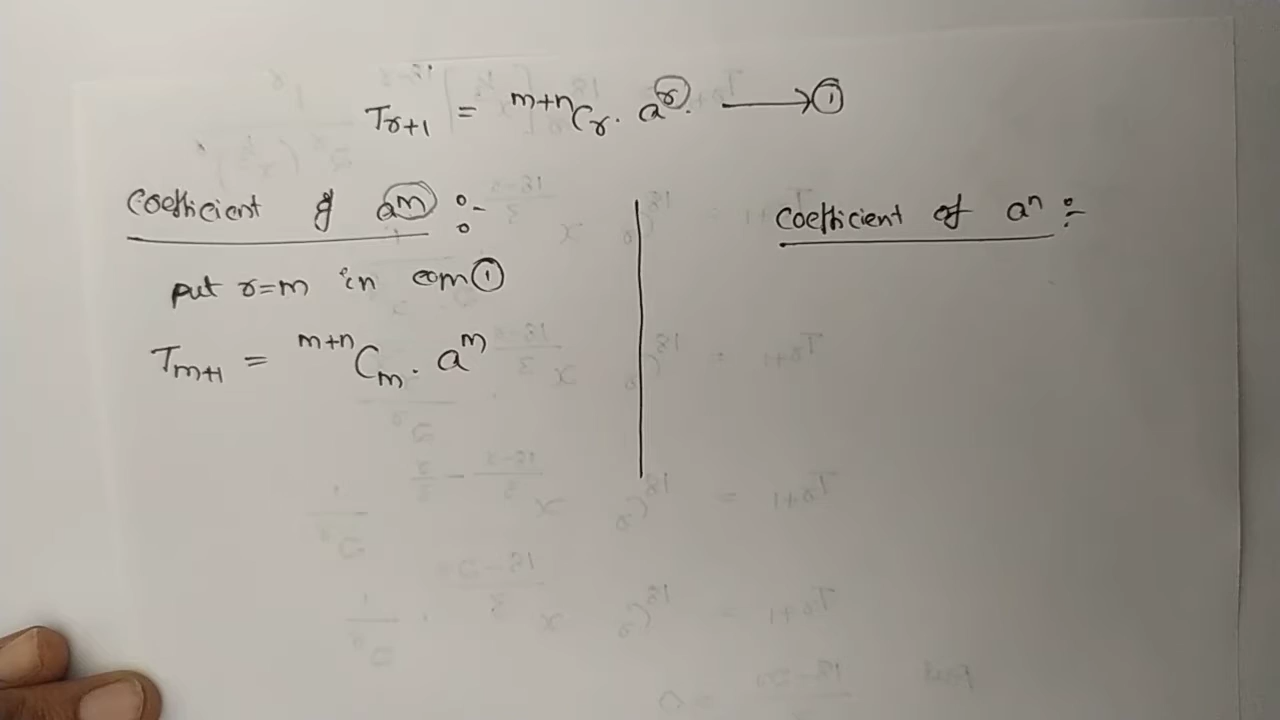 Tr+1 = m+nCr. a^r. → ①
Coefficient of a^m :-
put r=m in eqn ①
Tm+1 = m+nCm. a^m
Coefficient of a^n :-